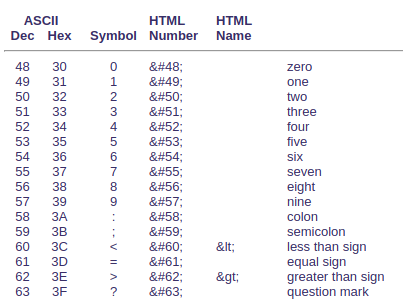 ASCII HTML HTML
Dec Hex Symbol Number Name
48 30 0 &#48; zero
49 31 1 &#49; one
50 32 2 &#50; two
51 33 3 &#51; three
52 34 4 &#52; four
53 35 5 &#53; five
54 36 6 &#54; six
55 37 7 &#55; seven
56 38 8 &#56; eight
57 39 9 &#57; nine
58 3A : &#58; colon
59 3B ; &#59; semicolon
60 3C < &#60; &lt; less than sign
61 3D = &#61; equal sign
62 3E > &#62; &gt; greater than sign
63 3F ? &#63; question mark